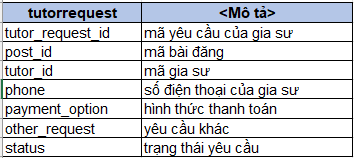 tutorrequest <Mô tả>
tutor_request_id mã yêu cầu của gia sư
post_id mã bài đăng
tutor_id mã gia sư
phone số điện thoại của gia sư
payment_option hình thức thanh toán
other_request yêu cầu khác
status trạng thái yêu cầu